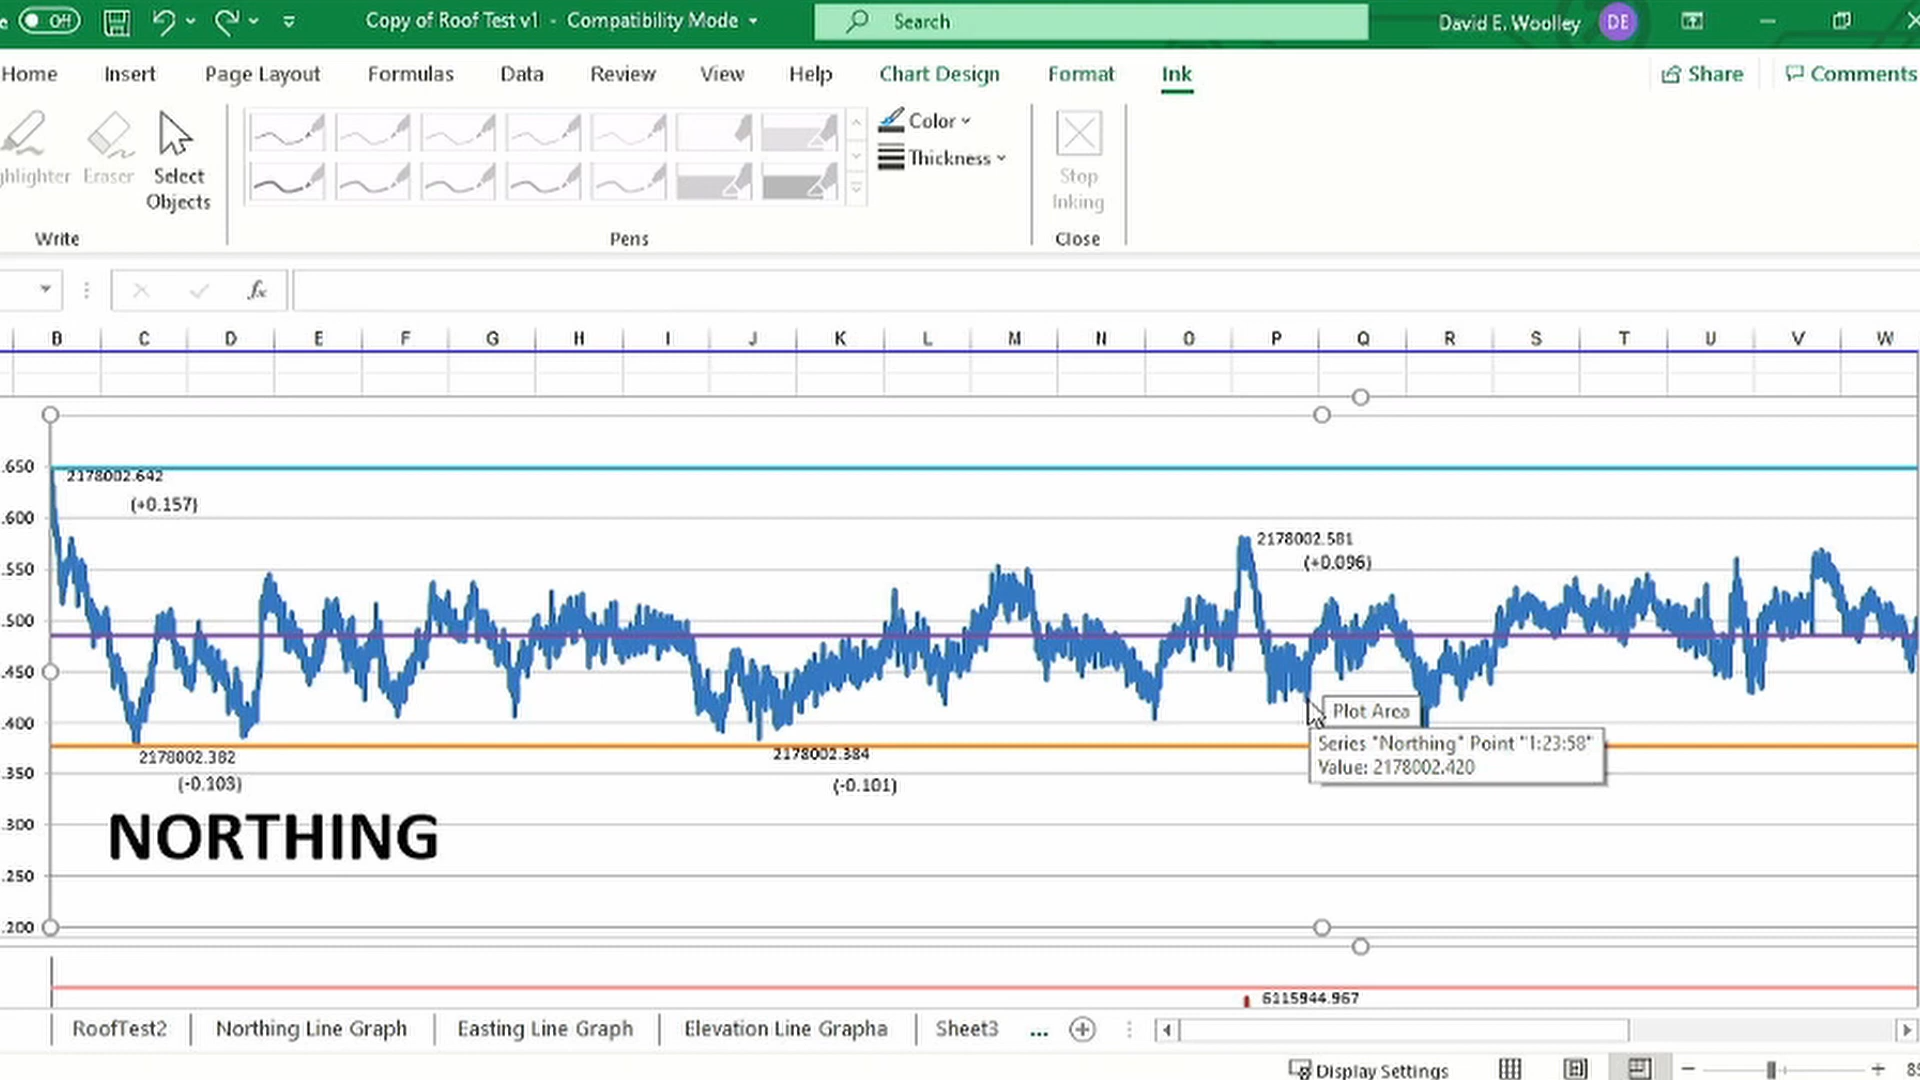 e Off Copy of Roof Test v1 - Compatibility Mode Search David E. Woolley DE
Home Insert Page Layout Formulas Data Review View Help Chart Design Format Ink Share Comments
ghlighter Eraser Select Objects Color Thickness Stop Inking
Write Pens Close
fx
B C D E F G H I J K L M N O P Q R S T U V W
.650
2178002.642
(+0.157)
.600
2178002.581
(+0.096)
.550
.500
.450
.400
Plot Area
Series "Northing" Point "1:23:58"
Value: 2178002.420
2178002.382
(-0.103)
2178002.384
(-0.101)
.350
NORTHING
.300
.250
.200
6115944.967
RoofTest2 Northing Line Graph Easting Line Graph Elevation Line Grapha Sheet3 ...
Display Settings